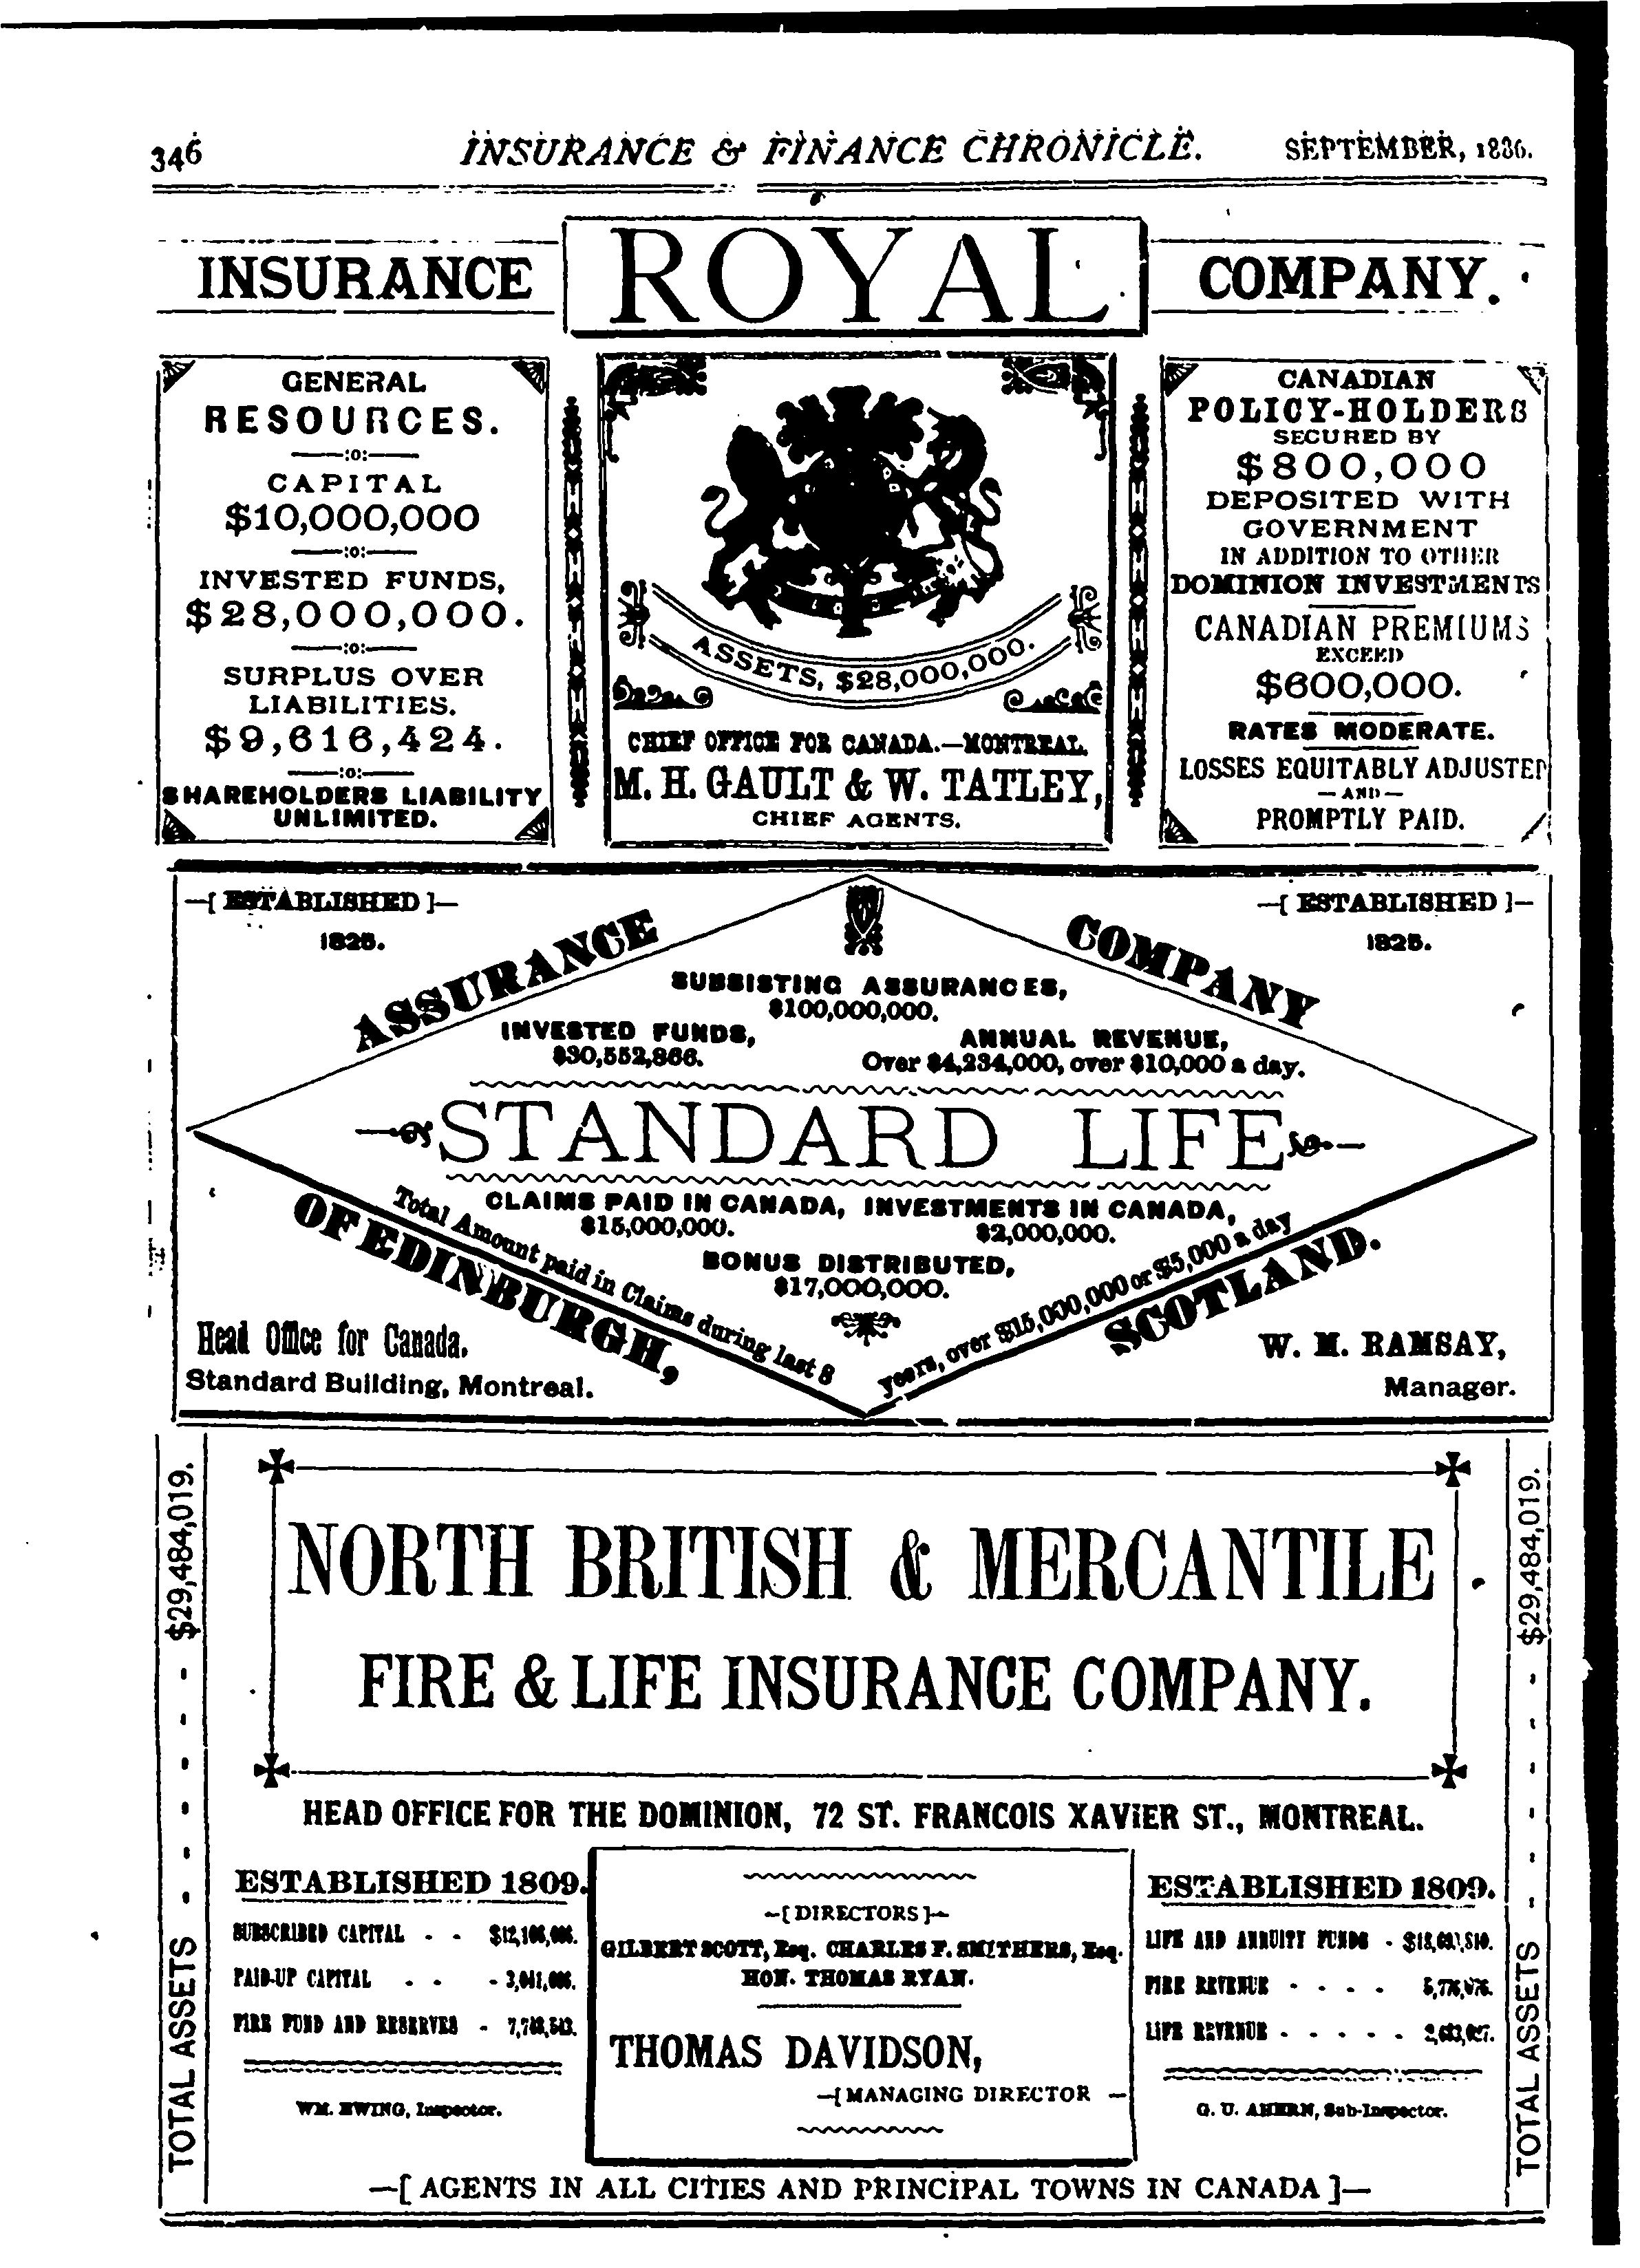 346 INSURANCE & FINANCE CHRONICLE. SEPTEMBER, 1886.
INSURANCE ROYAL COMPANY.
GENERAL
RESOURCES.
CAPITAL
$10,000,000
INVESTED FUNDS,
$28,000,000.
SURPLUS OVER
LIABILITIES.
$9,616,424.
SHAREHOLDERS LIABILITY
UNLIMITED.
ASSETS, $28,000,000.
CHIEF OFFICE FOR CANADA.—MONTREAL.
M. H. GAULT & W. TATLEY,
CHIEF AGENTS.
CANADIAN
POLICY-HOLDERS
SECURED BY
$800,000
DEPOSITED WITH
GOVERNMENT
IN ADDITION TO OTHER
DOMINION INVESTMENTS
CANADIAN PREMIUMS
EXCEED
$600,000.
RATES MODERATE.
LOSSES EQUITABLY ADJUSTED
—AND—
PROMPTLY PAID.
—[ ESTABLISHED ]—
1825.
—[ ESTABLISHED ]—
1825.
ASSURANCE COMPANY
SUBSISTING ASSURANCES,
$100,000,000.
INVESTED FUNDS,
$30,552,866.
ANNUAL REVENUE,
Over $4,234,000, over $10,000 a day.
STANDARD LIFE
CLAIMS PAID IN CANADA,
$15,000,000.
INVESTMENTS IN CANADA,
$2,000,000.
BONUS DISTRIBUTED,
$17,000,000.
Total Amount paid in Claims during last 8
years, over $15,000,000 or $5,000 a day
OF EDINBURGH, SCOTLAND.
Head Office for Canada.
Standard Building, Montreal.
W. M. RAMSAY,
Manager.
TOTAL ASSETS - - - - - - $29,484,019.
NORTH BRITISH & MERCANTILE
FIRE & LIFE INSURANCE COMPANY.
HEAD OFFICE FOR THE DOMINION, 72 ST. FRANCOIS XAVIER ST., MONTREAL.
ESTABLISHED 1809.
SUBSCRIBED CAPITAL - -
PAID-UP CAPITAL - -
FIRE FUND AND RESERVES -
WM. EWING, Inspector.
—[DIRECTORS]—
GILBERT SCOTT, Esq. CHARLES F. SMITHERS, Esq.
HON. THOMAS RYAN.
THOMAS DAVIDSON,
—[MANAGING DIRECTOR —
ESTABLISHED 1809.
LIFE AND ANNUITY FUNDS -
FIRE REVENUE - - - -
LIFE REVENUE - - - - -
G. U. AHERN, Sub-Inspector.
TOTAL ASSETS - - - - - - $29,484,019.
—[ AGENTS IN ALL CITIES AND PRINCIPAL TOWNS IN CANADA ]—